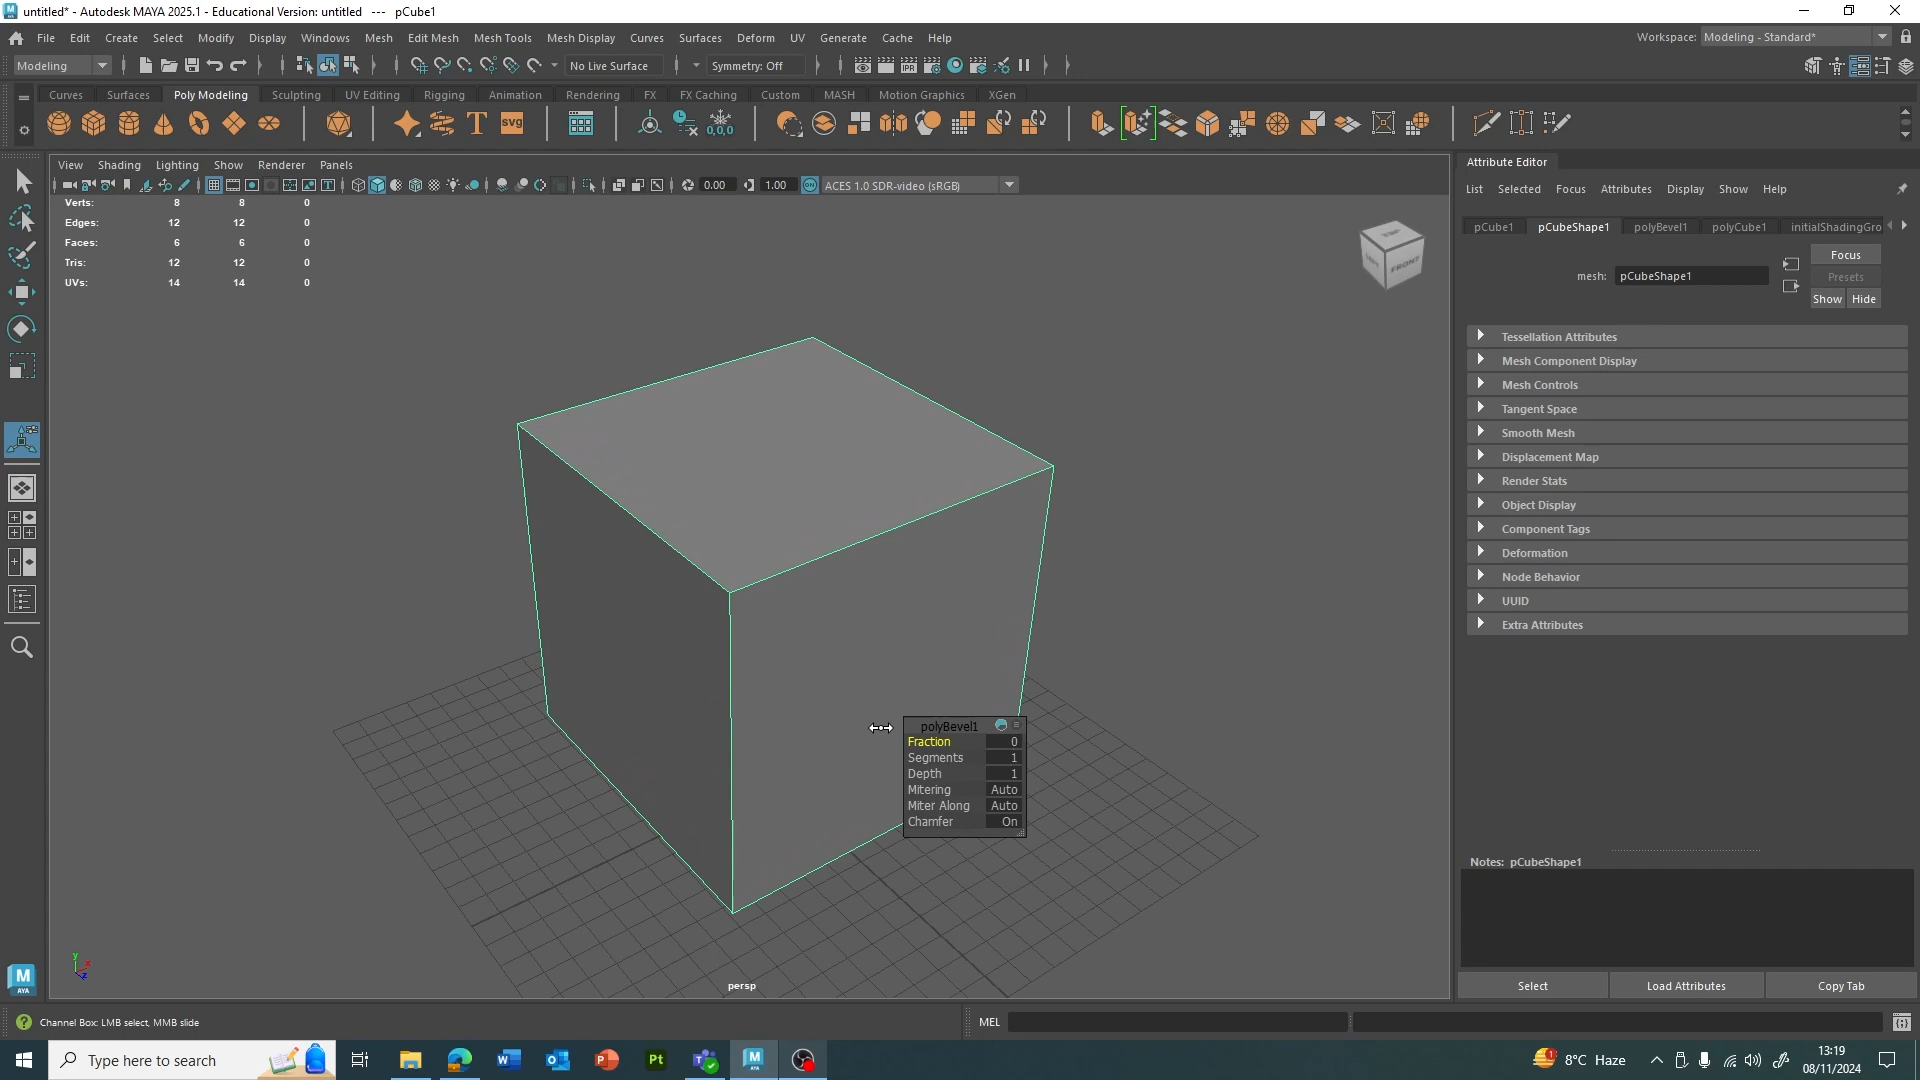 untitled* - Autodesk MAYA 2025.1 - Educational Version: untitled --- pCube1
File Edit Create Select Modify Display Windows Mesh Edit Mesh Mesh Tools Mesh Display Curves Surfaces Deform UV Generate Cache Help
Workspace: Modeling - Standard*
Modeling
No Live Surface
Symmetry: Off
IPR
Curves Surfaces Poly Modeling Sculpting UV Editing Rigging Animation Rendering FX FX Caching Custom MASH Motion Graphics XGen
T
svg
0,0,0
View Shading Lighting Show Renderer Panels
0.00
1.00
ACES 1.0 SDR-video (sRGB)
Verts: 8 8 0
Edges: 12 12 0
Faces: 6 6 0
Tris: 12 12 0
UVs: 14 14 0
FRONT
polyBevel1
Fraction 0
Segments 1
Depth 1
Mitering Auto
Miter Along Auto
Chamfer On
y
x
z
persp
Attribute Editor
List Selected Focus Attributes Display Show Help
pCube1 pCubeShape1 polyBevel1 polyCube1 initialShadingGro
mesh: pCubeShape1
Focus
Presets
Show Hide
Tessellation Attributes
Mesh Component Display
Mesh Controls
Tangent Space
Smooth Mesh
Displacement Map
Render Stats
Object Display
Component Tags
Deformation
Node Behavior
UUID
Extra Attributes
Notes: pCubeShape1
Select Load Attributes Copy Tab
M
AYA
Channel Box: LMB select, MMB slide
MEL
Type here to search
8°C Haze
13:19
08/11/2024